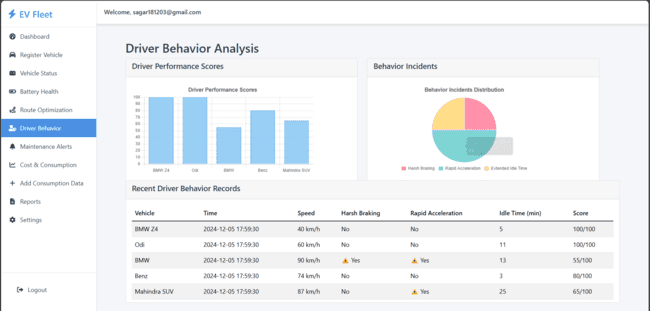 EV Fleet
Welcome, sagar181203@gmail.com
Dashboard
Register Vehicle
Vehicle Status
Battery Health
Route Optimization
Driver Behavior
Maintenance Alerts
Cost & Consumption
Add Consumption Data
Reports
Settings
Logout
Driver Behavior Analysis
Driver Performance Scores
Driver Performance Scores
100
90
80
70
60
50
40
30
20
10
0
BMW Z4 Odi BMW Benz Mahindra SUV
Behavior Incidents
Behavior Incidents Distribution
Harsh Braking Rapid Acceleration Extended Idle Time
Recent Driver Behavior Records
Vehicle Time Speed Harsh Braking Rapid Acceleration Idle Time (min) Score
BMW Z4 2024-12-05 17:59:30 40 km/h No No 5 100/100
Odi 2024-12-05 17:59:30 60 km/h No No 11 100/100
BMW 2024-12-05 17:59:30 90 km/h ⚠️ Yes ⚠️ Yes 13 55/100
Benz 2024-12-05 17:59:30 74 km/h No No 3 80/100
Mahindra SUV 2024-12-05 17:59:30 87 km/h No ⚠️ Yes 25 65/100